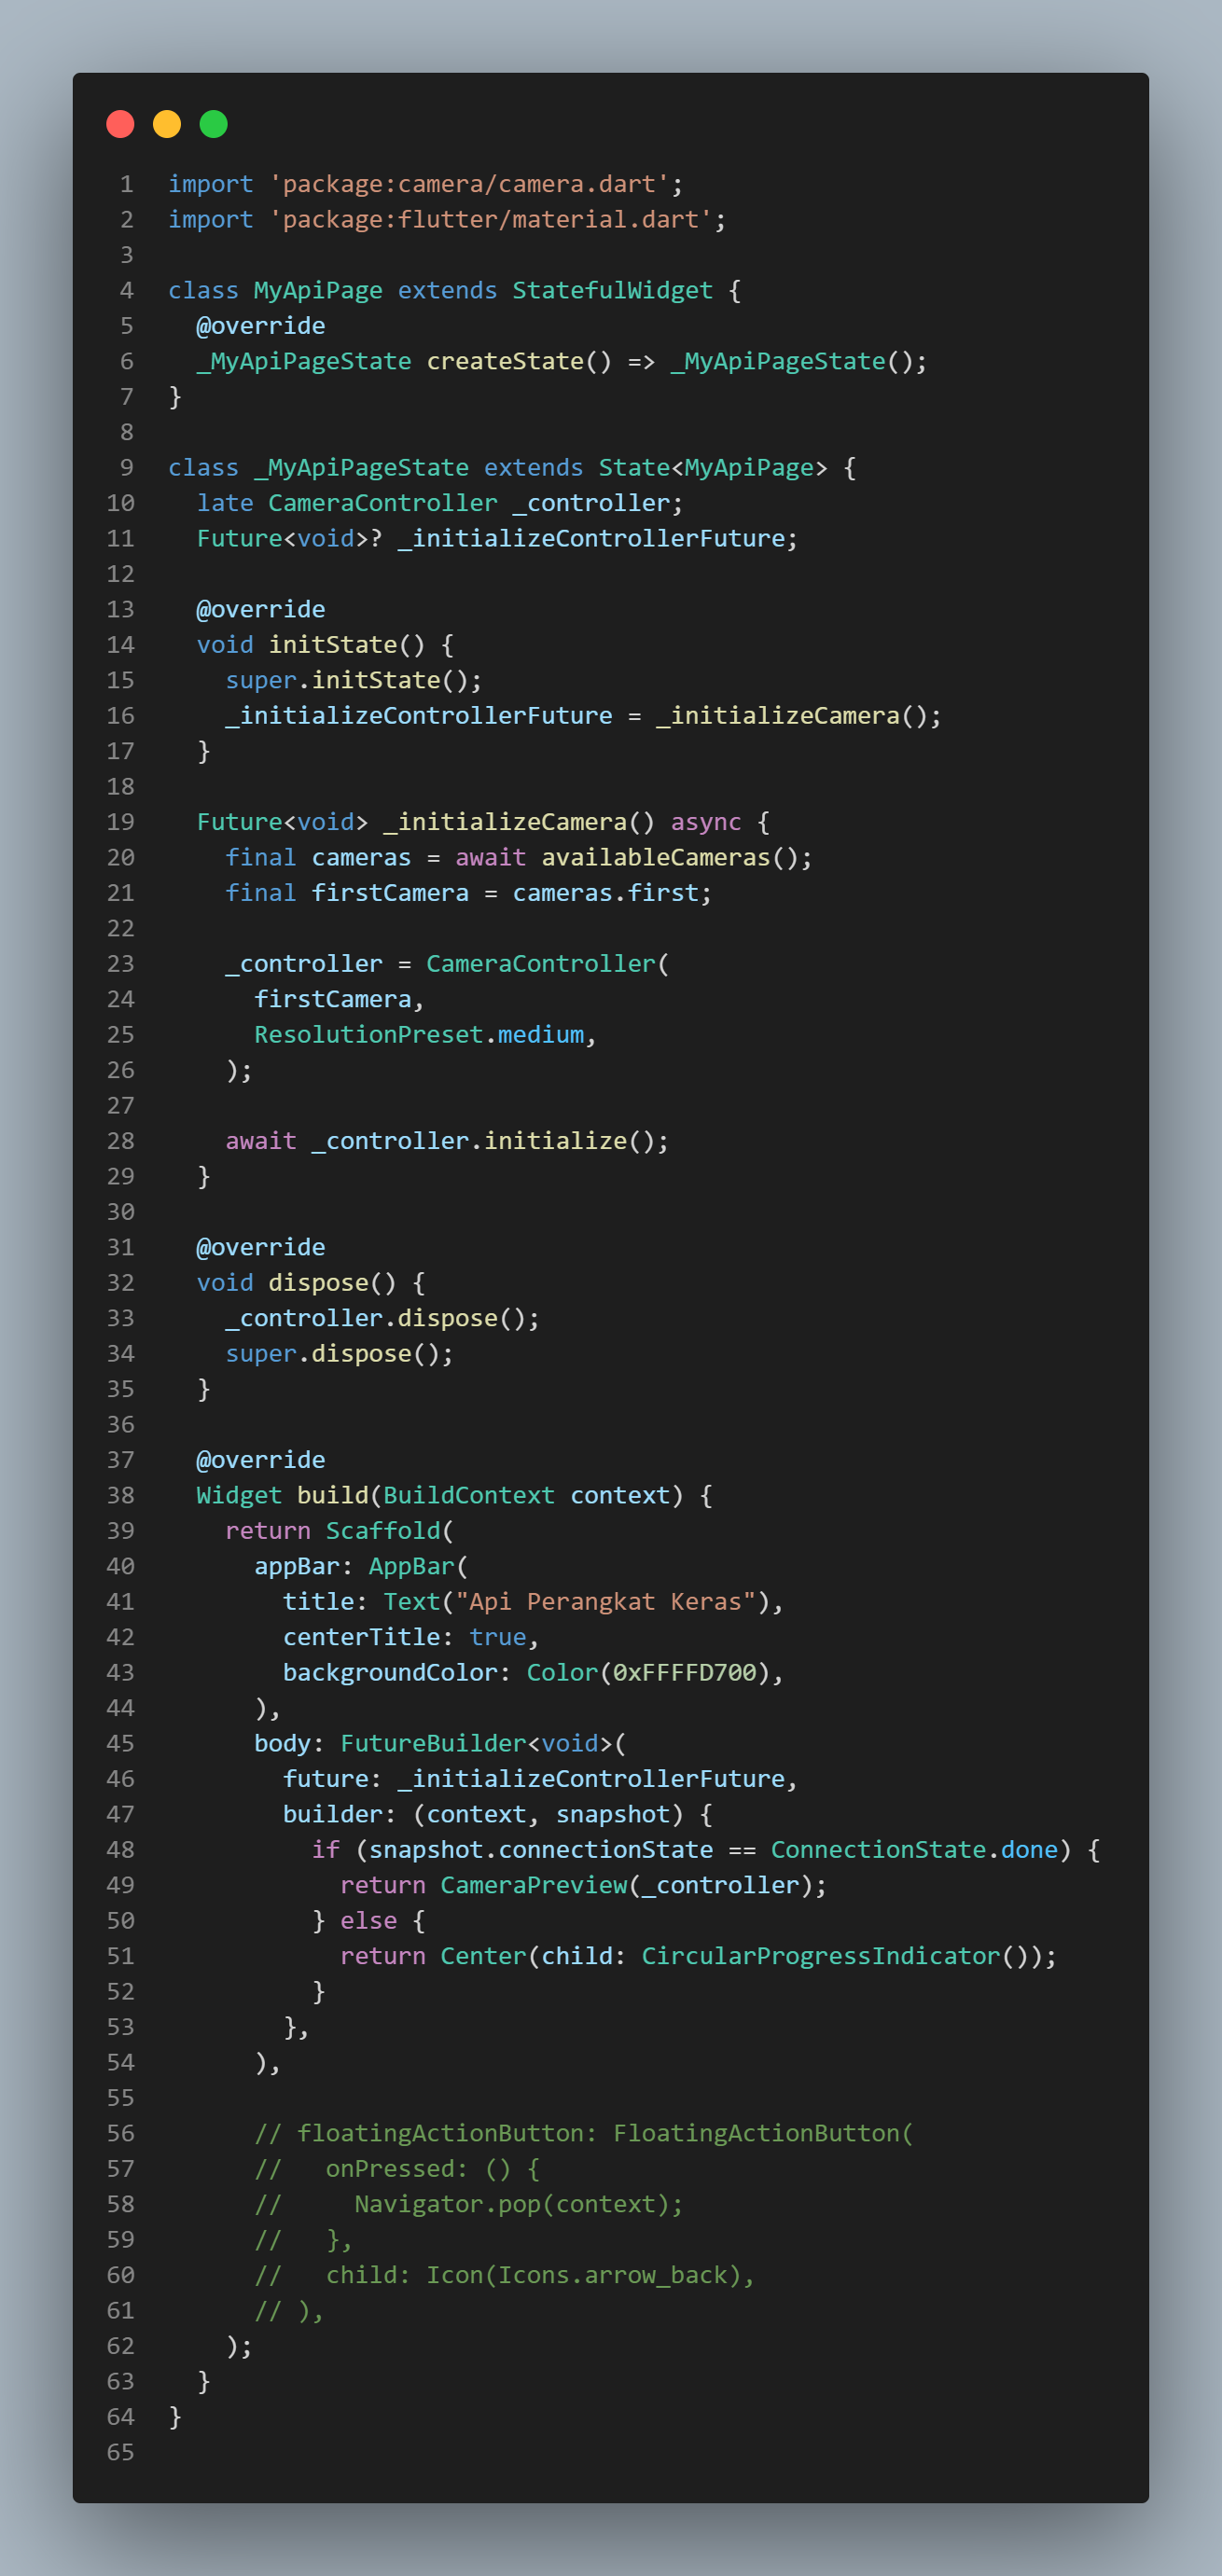 1 import 'package:camera/camera.dart';
2 import 'package:flutter/material.dart';
3
4 class MyApiPage extends StatefulWidget {
5   @override
6   _MyApiPageState createState() => _MyApiPageState();
7 }
8
9 class _MyApiPageState extends State<MyApiPage> {
10   late CameraController _controller;
11   Future<void>? _initializeControllerFuture;
12
13   @override
14   void initState() {
15     super.initState();
16     _initializeControllerFuture = _initializeCamera();
17   }
18
19   Future<void> _initializeCamera() async {
20     final cameras = await availableCameras();
21     final firstCamera = cameras.first;
22
23     _controller = CameraController(
24       firstCamera,
25       ResolutionPreset.medium,
26     );
27
28     await _controller.initialize();
29   }
30
31   @override
32   void dispose() {
33     _controller.dispose();
34     super.dispose();
35   }
36
37   @override
38   Widget build(BuildContext context) {
39     return Scaffold(
40       appBar: AppBar(
41         title: Text("Api Perangkat Keras"),
42         centerTitle: true,
43         backgroundColor: Color(0xFFFFD700),
44       ),
45       body: FutureBuilder<void>(
46         future: _initializeControllerFuture,
47         builder: (context, snapshot) {
48           if (snapshot.connectionState == ConnectionState.done) {
49             return CameraPreview(_controller);
50           } else {
51             return Center(child: CircularProgressIndicator());
52           }
53         },
54       ),
55
56       // floatingActionButton: FloatingActionButton(
57       //   onPressed: () {
58       //     Navigator.pop(context);
59       //   },
60       //   child: Icon(Icons.arrow_back),
61       // ),
62     );
63   }
64 }
65